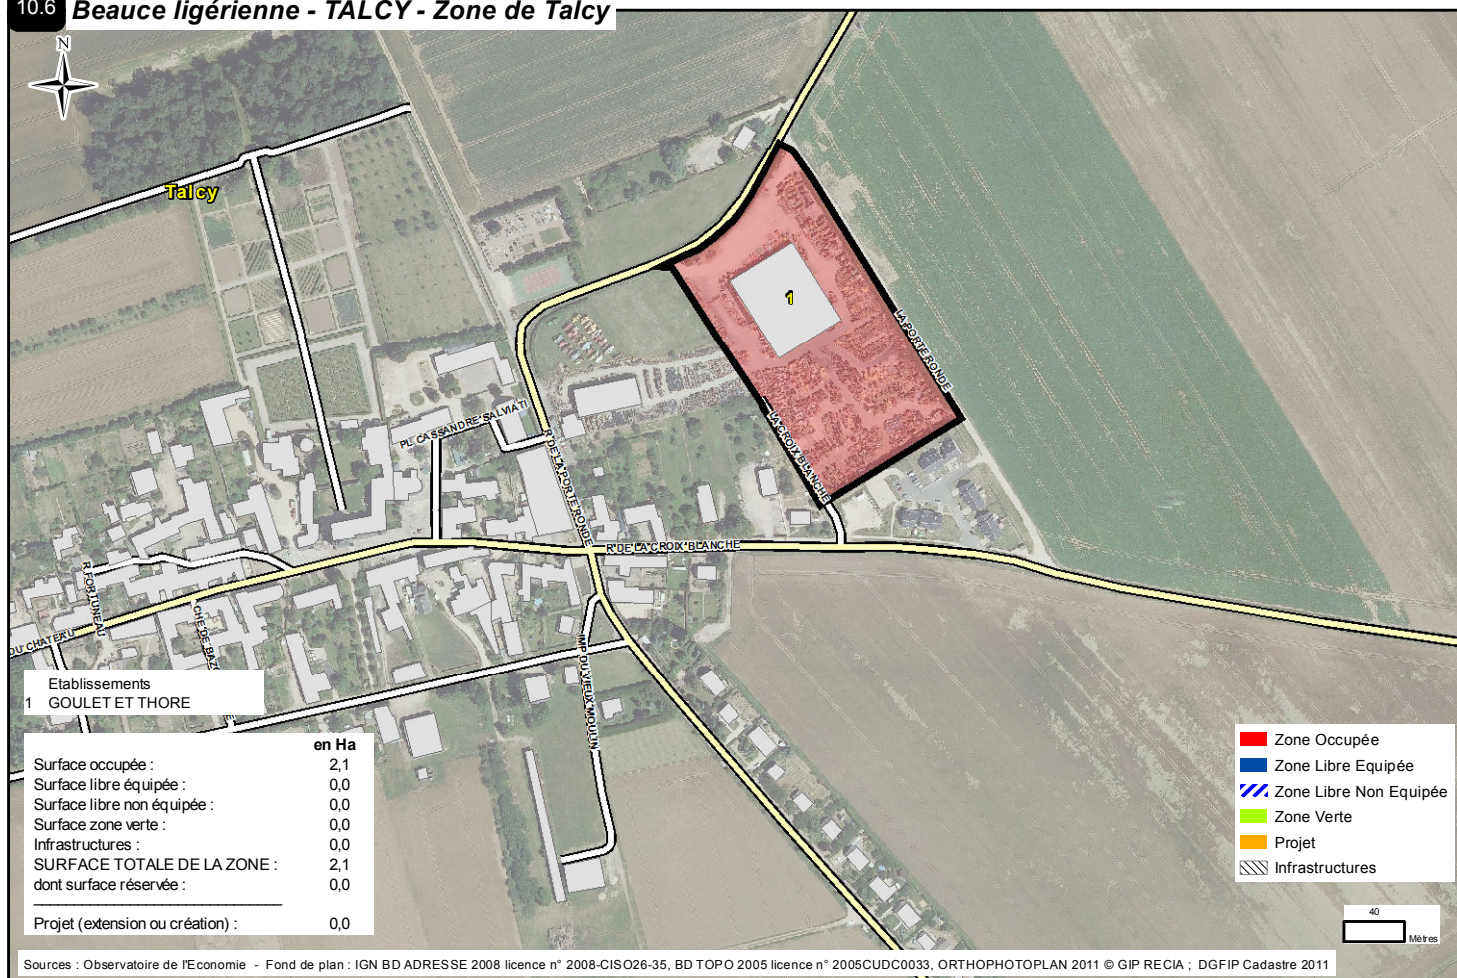 10.6 Beauce ligérienne - TALCY - Zone de Talcy
N
Talcy
1
LA PORTE RONDE
LA CROIX BLANCHE
PL CASSANDRE SALVIATI
R DE LA PORTE RONDE
R DE LA CROIX BLANCHE
R FORTUNEAU
DU CHATEAU
IMP DU VIEUX MOULIN
Etablissements
1 GOULET ET THORE
en Ha
Surface occupée : 2,1
Surface libre équipée : 0,0
Surface libre non équipée : 0,0
Surface zone verte : 0,0
Infrastructures : 0,0
SURFACE TOTALE DE LA ZONE : 2,1
dont surface réservée : 0,0
Projet (extension ou création) : 0,0
Zone Occupée
Zone Libre Equipée
Zone Libre Non Equipée
Zone Verte
Projet
Infrastructures
40
Mètres
Sources : Observatoire de l'Economie - Fond de plan : IGN BD ADRESSE 2008 licence n° 2008-CISO26-35, BD TOPO 2005 licence n° 2005CUDC0033, ORTHOPHOTOPLAN 2011 © GIP RECIA ; DGFIP Cadastre 2011